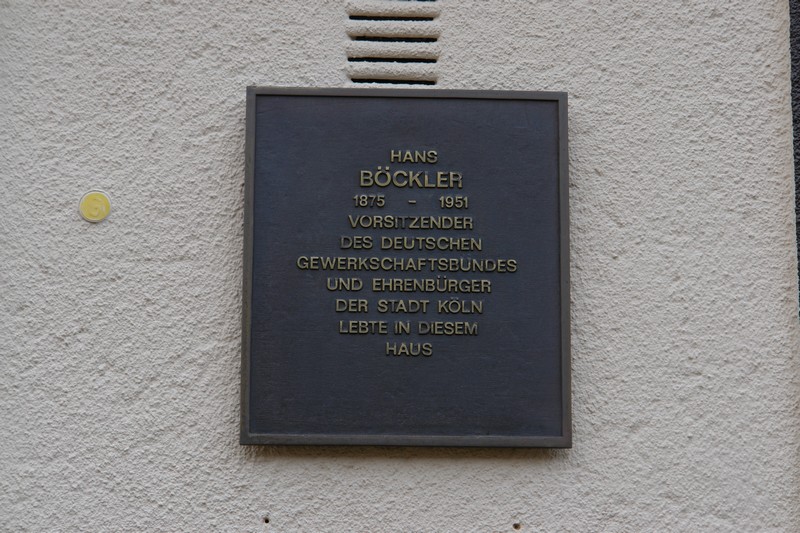 HANS
BÖCKLER
1875 - 1951
VORSITZENDER
DES DEUTSCHEN
GEWERKSCHAFTSBUNDES
UND EHRENBÜRGER
DER STADT KÖLN
LEBTE IN DIESEM
HAUS